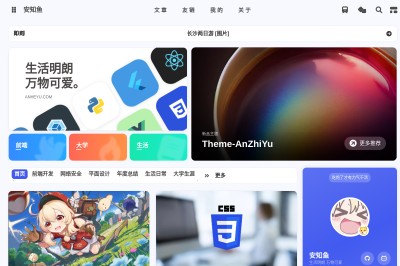 安知鱼
文章 友链 我的 关于
即刻
长沙两日游 [图片]
生活明朗
万物可爱。
ANHEYU.COM
前端
大学
生活
Theme-AnZhiYu
更多推荐
首页 前端开发 网络安全 平面设计 年度总结 生活日常 大学生涯 更多
CSS
3
安知鱼
生活明朗 万物可爱